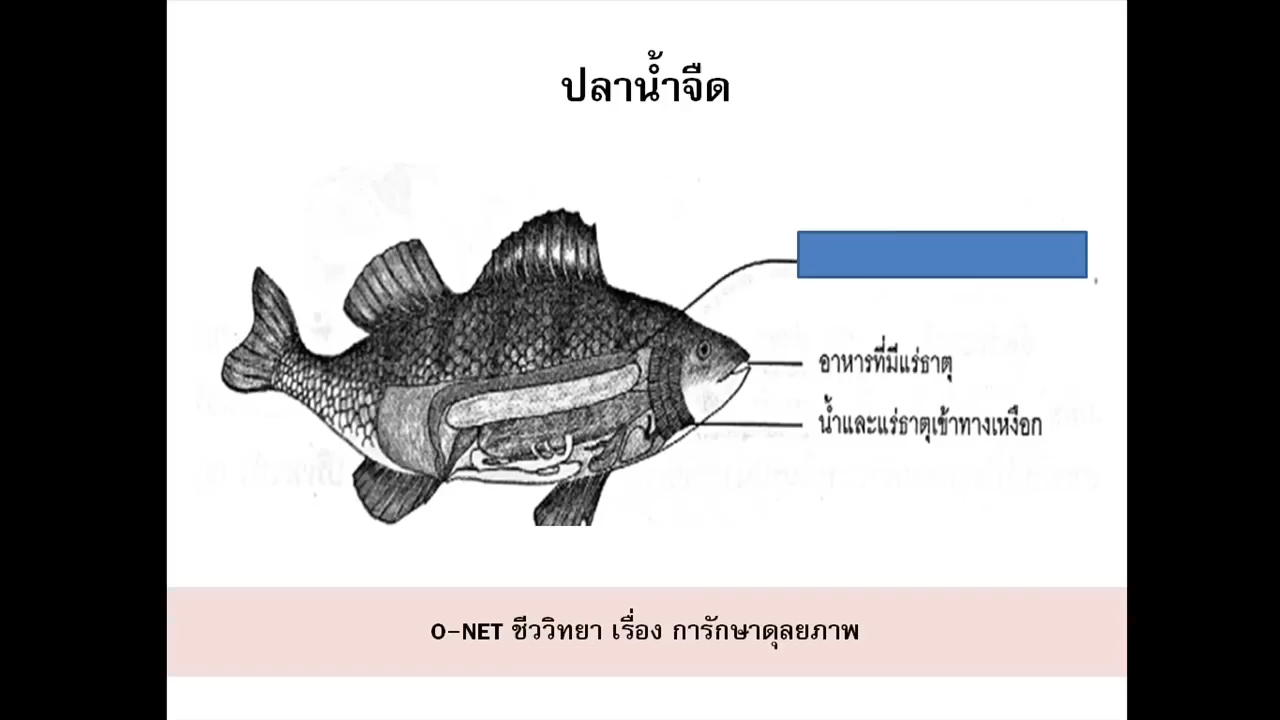 ปลาน้ำจืด
อาหารที่มีแร่ธาตุ
น้ำและแร่ธาตุเข้าทางเหงือก
O-NET ชีววิทยา เรื่อง การักษาดุลยภาพ